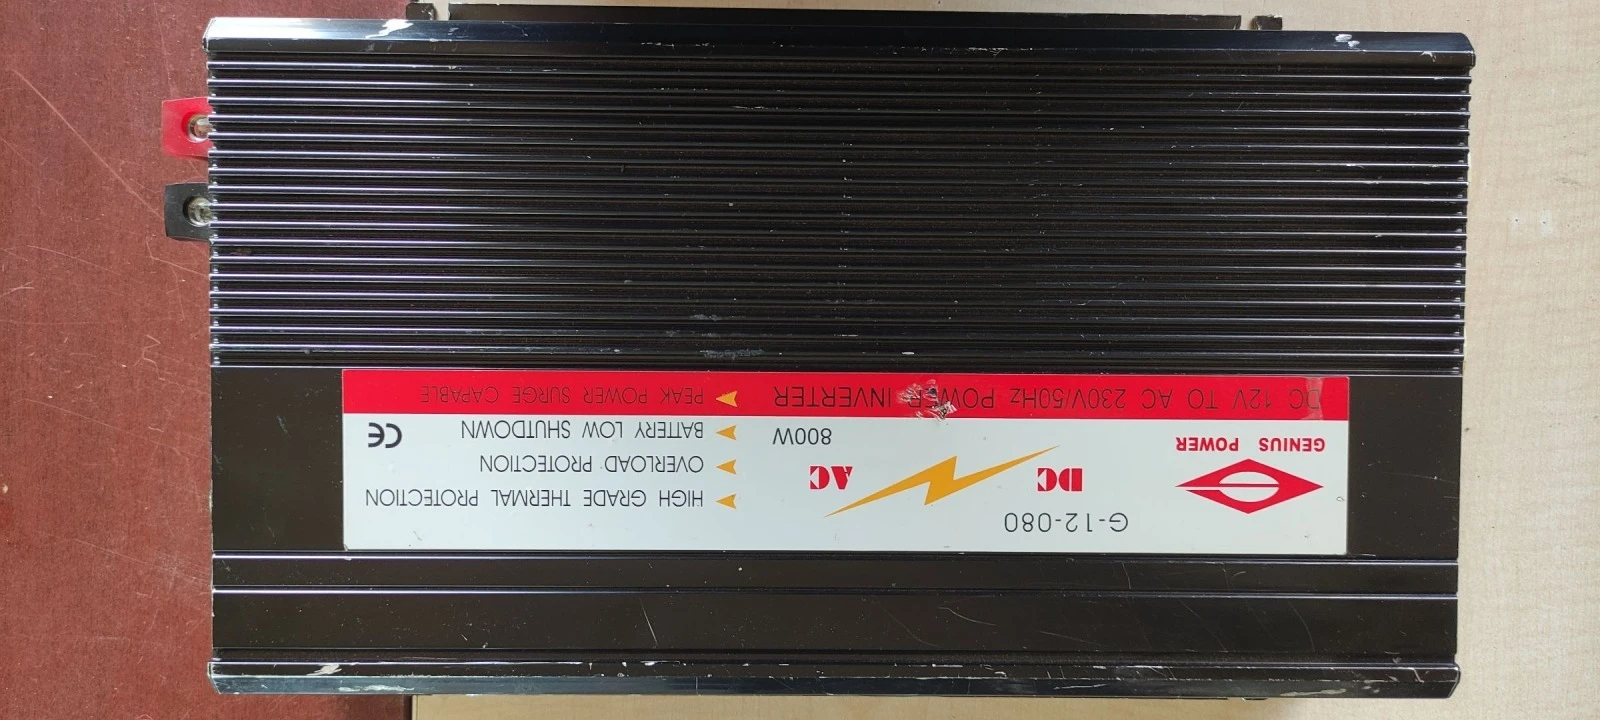 G-12-080
GENIUS POWER
DC AC
800W
DC 12V TO AC 230V/50Hz POWER INVERTER
HIGH GRADE THERMAL PROTECTION
OVERLOAD PROTECTION
BATTERY LOW SHUTDOWN
PEAK POWER SURGE CAPABLE
CE